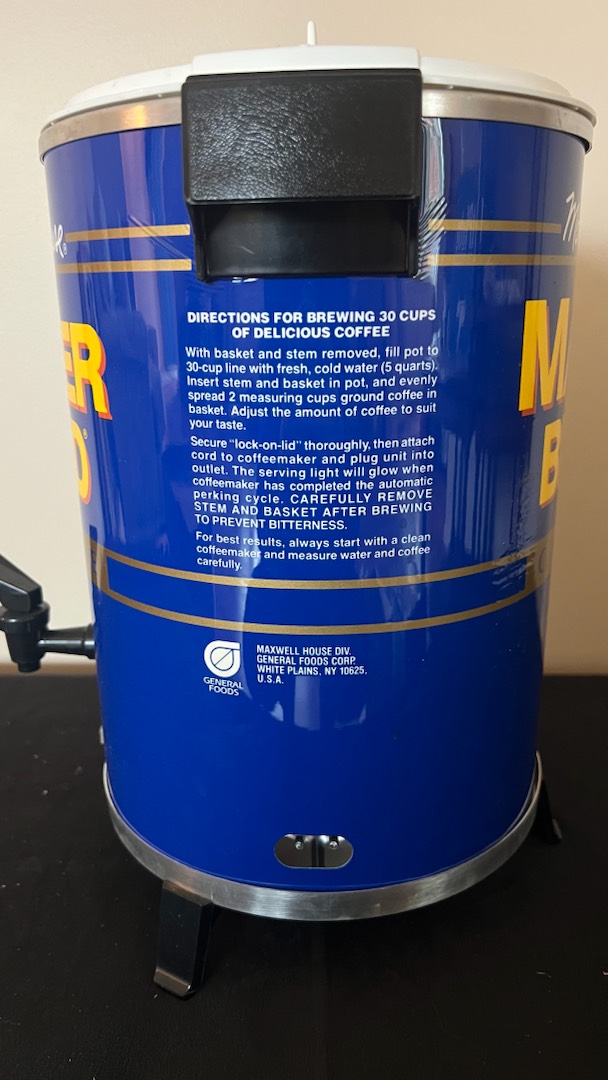 ER
®
DIRECTIONS FOR BREWING 30 CUPS
OF DELICIOUS COFFEE
With basket and stem removed, fill pot to
30-cup line with fresh, cold water (5 quarts).
Insert stem and basket in pot, and evenly
spread 2 measuring cups ground coffee in
basket. Adjust the amount of coffee to suit
your taste.
Secure "lock-on-lid" thoroughly, then attach
cord to coffeemaker and plug unit into
outlet. The serving light will glow when
coffeemaker has completed the automatic
perking cycle. CAREFULLY REMOVE
STEM AND BASKET AFTER BREWING
TO PREVENT BITTERNESS.
For best results, always start with a clean
coffeemaker and measure water and coffee
carefully.
GENERAL
FOODS
MAXWELL HOUSE DIV.
GENERAL FOODS CORP.
WHITE PLAINS, NY 10625,
U.S.A.
M
B